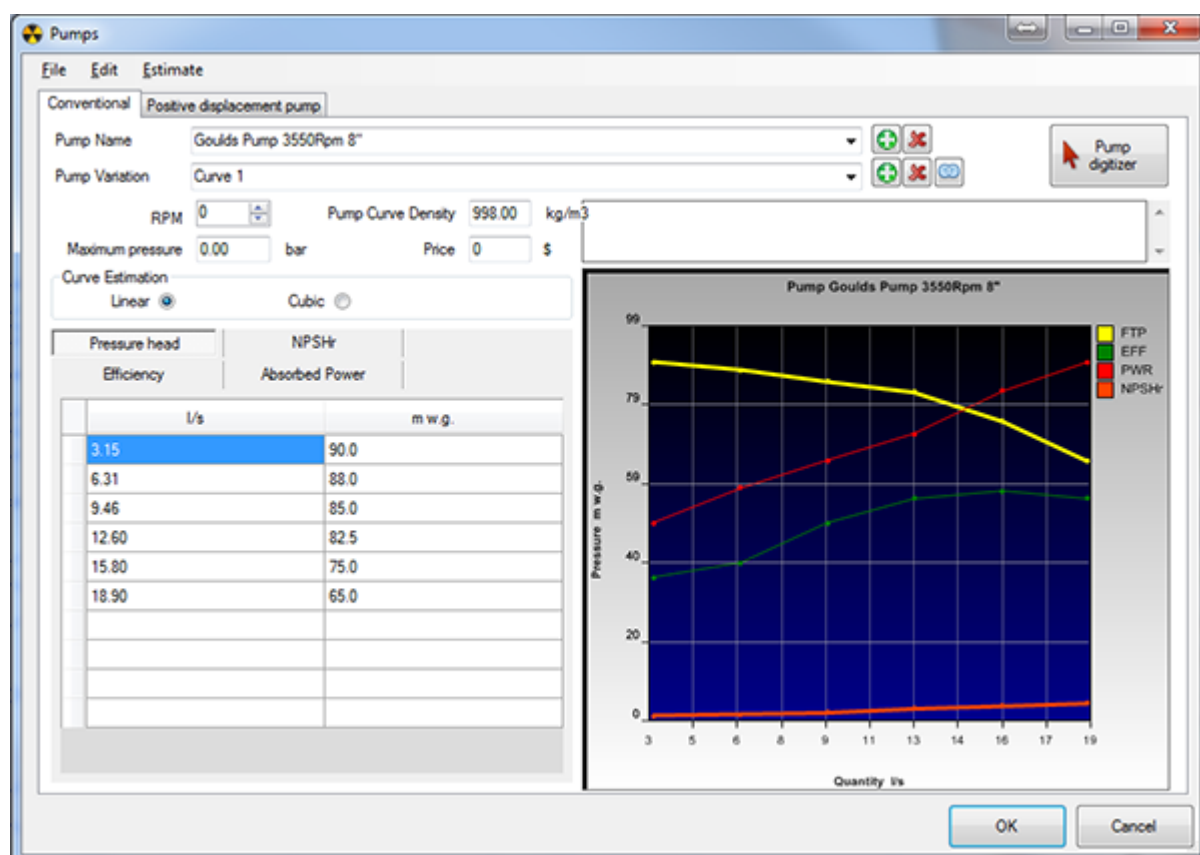 Pumps
File Edit Estimate
Conventional Positive displacement pump
Pump Name Goulds Pump 3550Rpm 8"
Pump digitizer
Pump Variation Curve 1
RPM 0 Pump Curve Density 998.00 kg/m3
Maximum pressure 0.00 bar Price 0 $
Curve Estimation
Linear Cubic
Pressure head NPSHr
Efficiency Absorbed Power
l/s m w.g.
3.15 90.0
6.31 88.0
9.46 85.0
12.60 82.5
15.80 75.0
18.90 65.0
Pump Goulds Pump 3550Rpm 8"
99
79
59
40
20
0
Pressure m w.g.
3 5 6 8 9 11 13 14 16 17 19
Quantity l/s
FTP
EFF
PWR
NPSHr
OK Cancel